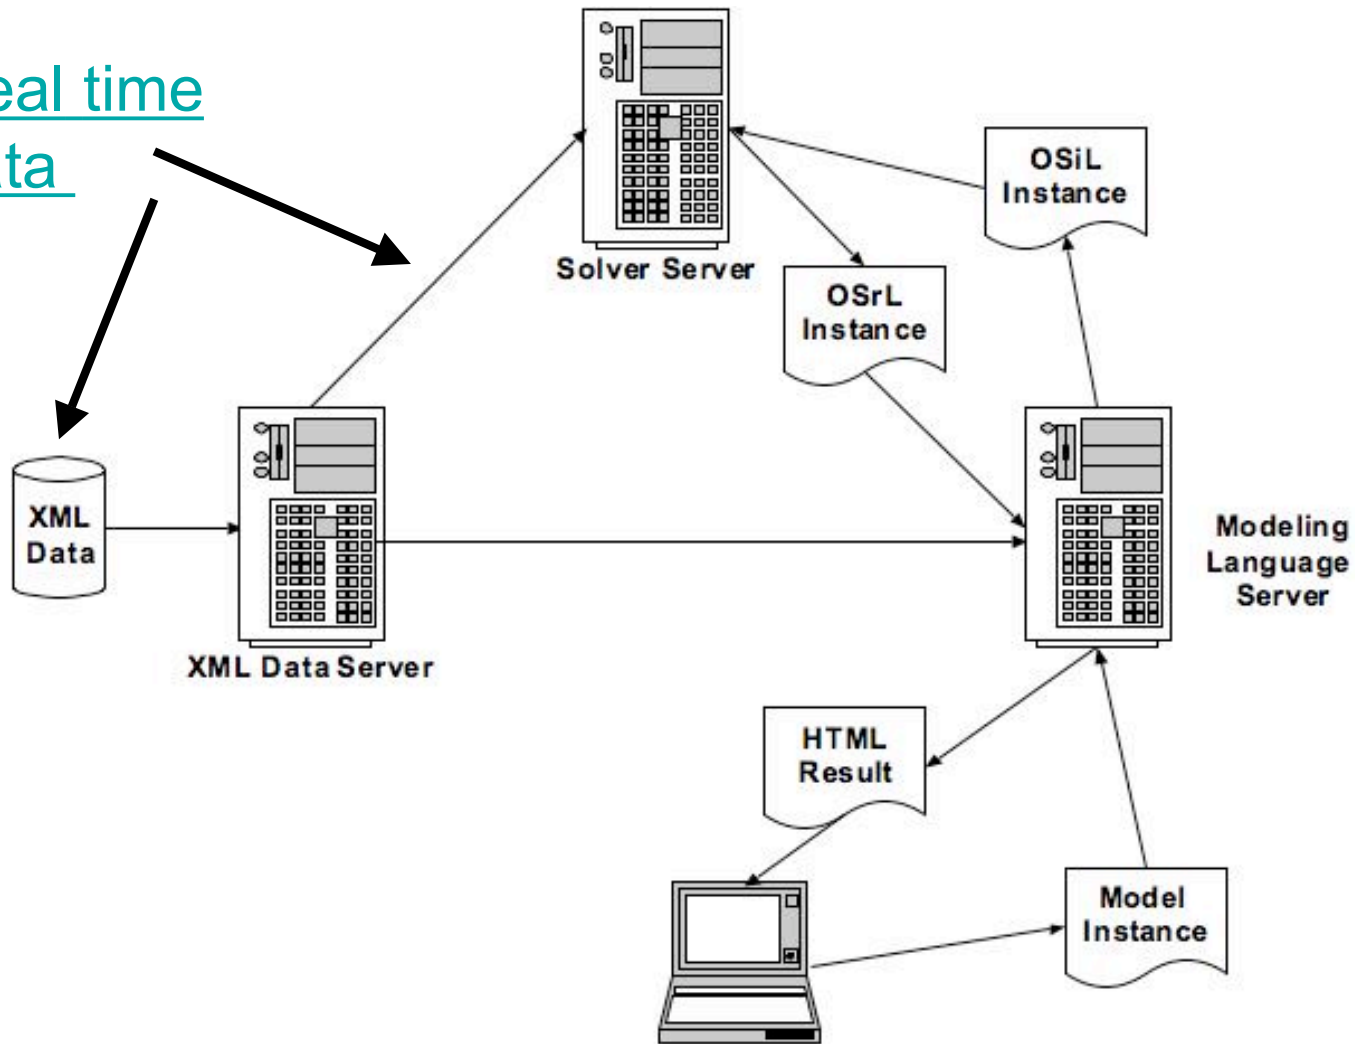 eal time
ata
OSiL
Instance
Solver Server
OSrL
Instance
XML
Data
Modeling
Language
Server
XML Data Server
HTML
Result
Model
Instance